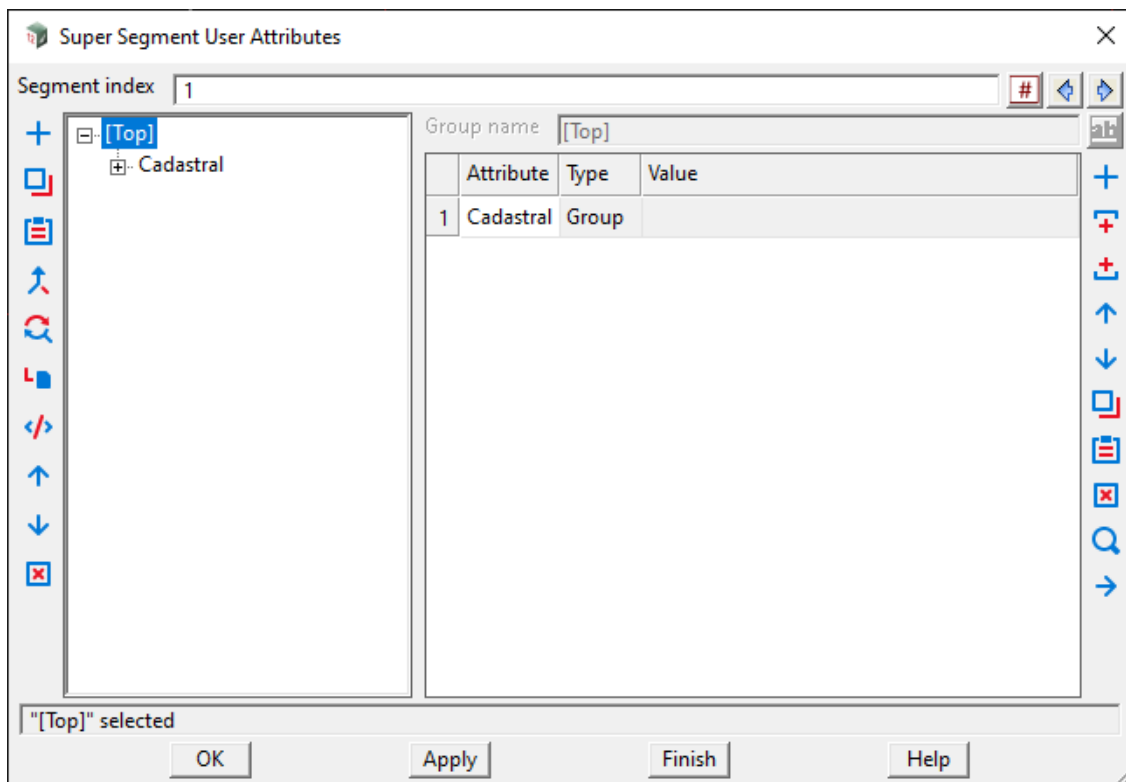 Super Segment User Attributes
Segment index 1 #
[Top]
Cadastral
Group name [Top] ab
Attribute Type Value
1 Cadastral Group
"[Top]" selected
OK Apply Finish Help